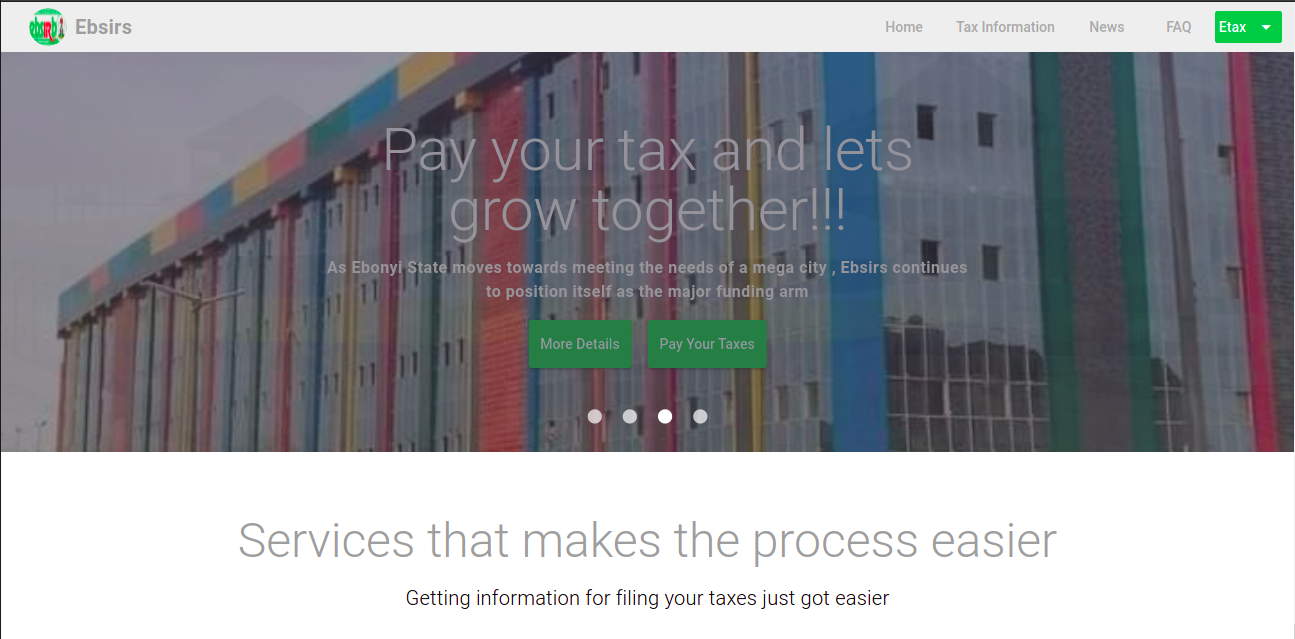 Ebsirs
Home Tax Information News FAQ Etax
Pay your tax and lets
grow together!!!
As Ebonyi State moves towards meeting the needs of a mega city , Ebsirs continues
to position itself as the major funding arm
More Details Pay Your Taxes
Services that makes the process easier
Getting information for filing your taxes just got easier